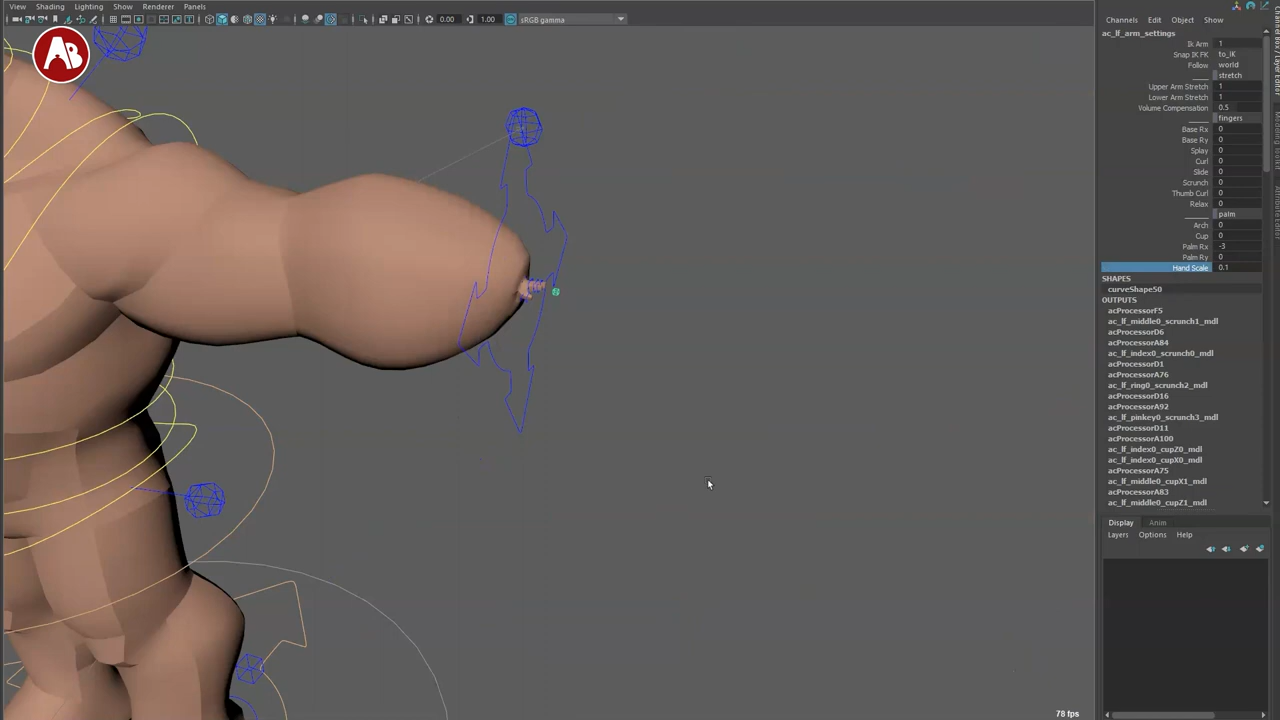 View Shading Lighting Show Renderer Panels
0.00 1.00 sRGB gamma
AB
Channels Edit Object Show
ac_lf_arm_settings
Ik Arm 1
Snap IK FK to_IK
Follow world
_____ stretch
Upper Arm Stretch 1
Lower Arm Stretch 1
Volume Compensation 0.5
_____ fingers
Base Rx 0
Base Ry 0
Splay 0
Curl 0
Slide 0
Scrunch 0
Thumb Curl 0
Relax 0
_____ palm
Arch 0
Cup 0
Palm Rx -3
Palm Ry 0
Hand Scale 0.1
SHAPES
curveShape50
OUTPUTS
acProcessorF5
ac_lf_middle0_scrunch1_mdl
acProcessorD6
acProcessorA84
ac_lf_index0_scrunch0_mdl
acProcessorD1
acProcessorA76
ac_lf_ring0_scrunch2_mdl
acProcessorD16
acProcessorA92
ac_lf_pinkey0_scrunch3_mdl
acProcessorD11
acProcessorA100
ac_lf_index0_cupZ0_mdl
ac_lf_index0_cupX0_mdl
acProcessorA75
ac_lf_middle0_cupX1_mdl
acProcessorA83
ac_lf_middle0_cupZ1_mdl
Display Anim
Layers Options Help
78 fps